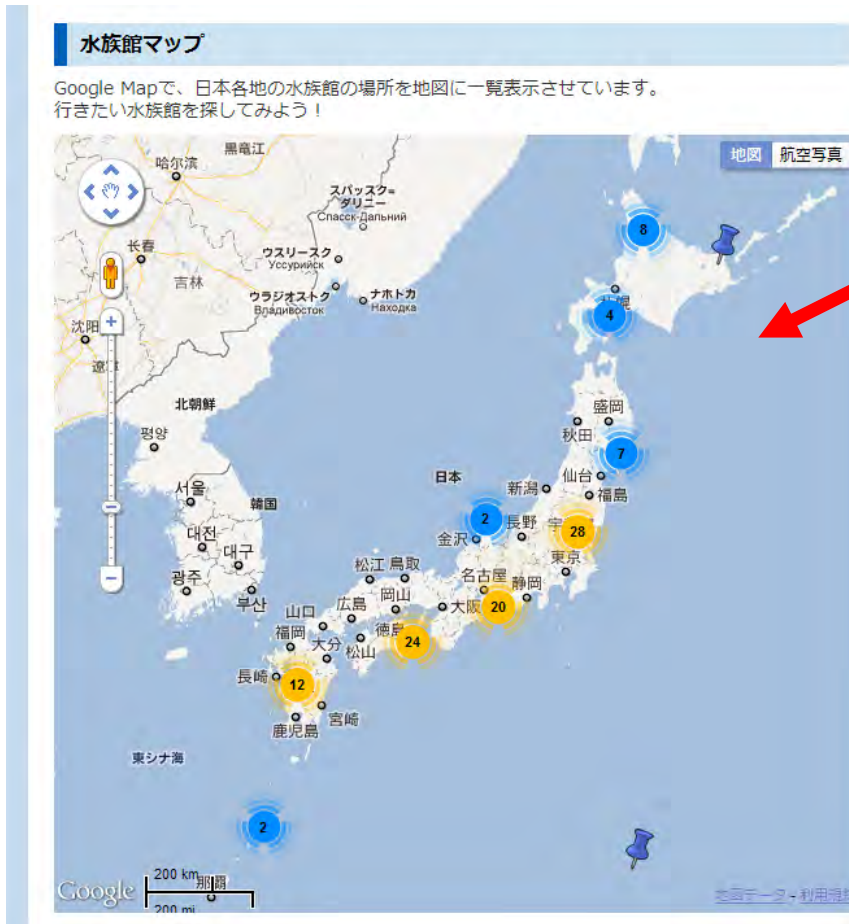 水族館マップ
Google Mapで、日本各地の水族館の場所を地図に一覧表示させています。
行きたい水族館を探してみよう！
地図 航空写真
黒竜江
哈尔滨
スパッスク=
ダリニー
Спасск-Дальний
8
长春
ウスリースク
Уссурийск
吉林
ウラジオストク
Владивосток
ナホトカ
Находка
4
沈阳
北朝鮮
盛岡
평양
秋田
7
日本
仙台
서울
新潟
福島
韓国
2
長野
28
대전
金沢
대구
松江 鳥取
東京
名古屋
광주
岡山
静岡
부산
山口
広島
大阪
20
福岡
徳島
24
大分
松山
長崎
12
宮崎
鹿児島
東シナ海
2
200 km
那覇
Google
200 mi
地図データ - 利用規